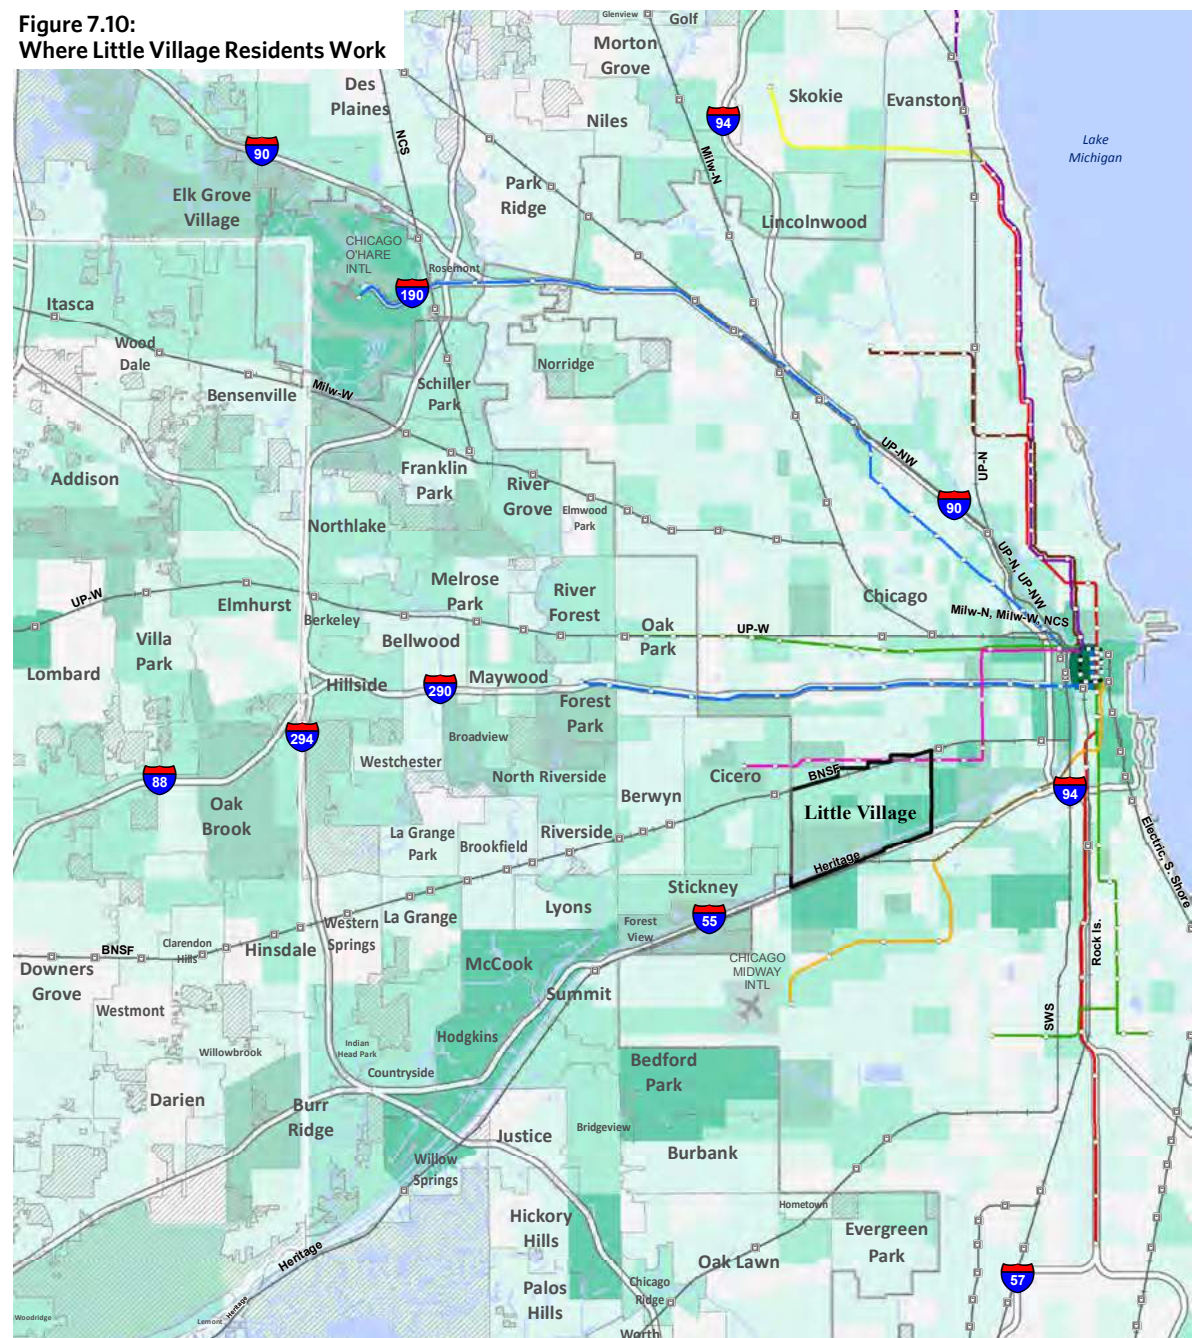 Figure 7.10:
Where Little Village Residents Work
Glenview
Golf
Morton
Grove
Des
Plaines
Skokie
Evanston
Niles
94
NCS
Milw-N
Lake
Michigan
90
Elk Grove
Village
Park
Ridge
Lincolnwood
CHICAGO
O'HARE
INTL
Rosemont
190
Itasca
Wood
Dale
Bensenville
Milw-W
Norridge
Schiller
Park
UP-NW
UP-N
Addison
Franklin
Park
River
Grove
Elmwood
Park
90
Northlake
UP-N, UP-NW
Melrose
Park
River
Forest
Chicago
UP-W
Elmhurst
Berkeley
Milw-N, Milw-W, NCS
Villa
Park
Bellwood
Oak
Park
UP-W
Lombard
Hillside
290
Maywood
Forest
Park
294
Broadview
Westchester
North Riverside
Cicero
BNSF
88
Berwyn
94
Oak
Brook
Little Village
La Grange
Park
Brookfield
Riverside
Heritage
Electric, S. Shore
Stickney
La Grange
Lyons
55
Western
Springs
Forest
View
Rock Is.
BNSF
Clarendon
Hills
Hinsdale
Downers
Grove
McCook
CHICAGO
MIDWAY
INTL
Summit
Westmont
SWS
Hodgkins
Willowbrook
Indian
Head Park
Countryside
Bedford
Park
Darien
Burr
Ridge
Justice
Bridgeview
Burbank
Willow
Springs
Hometown
Hickory
Hills
Evergreen
Park
Heritage
Oak Lawn
57
Palos
Hills
Chicago
Ridge
Heritage
Lemont
Woodridge
Worth